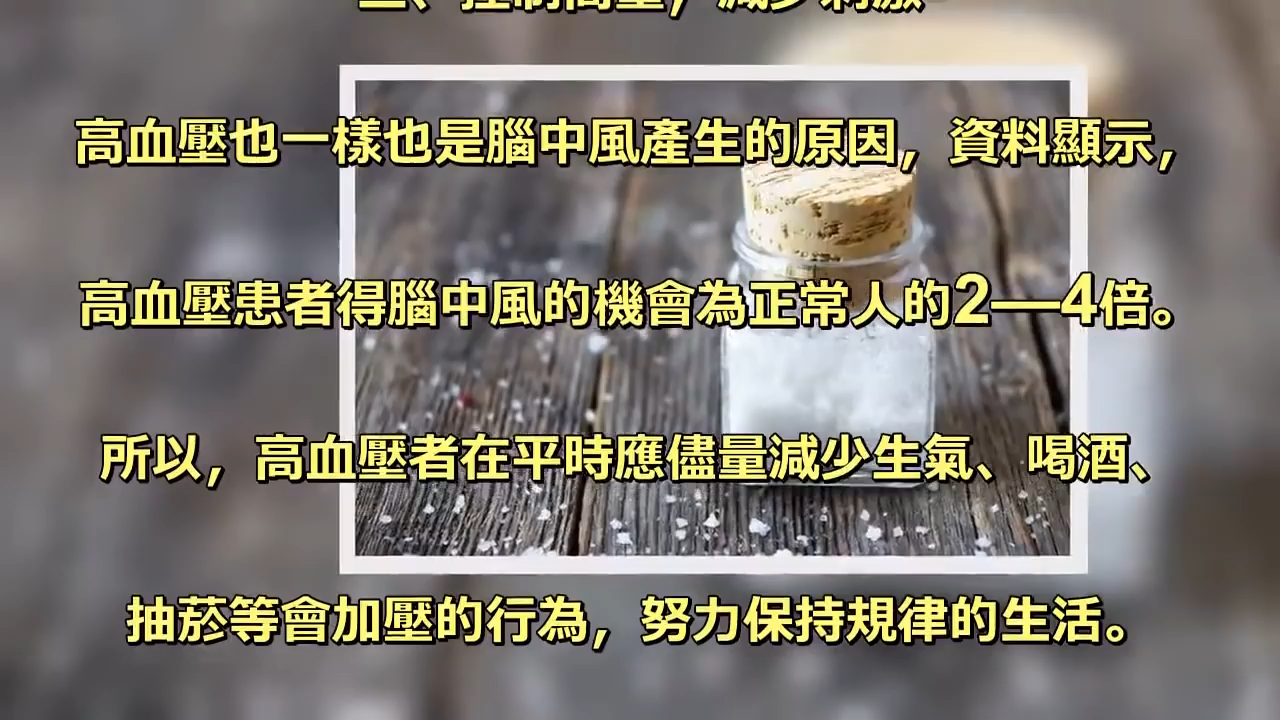 高血壓也一樣也是腦中風產生的原因，資料顯示，
高血壓患者得腦中風的機會為正常人的2—4倍。
所以，高血壓者在平時應儘量減少生氣、喝酒、
抽菸等會加壓的行為，努力保持規律的生活。